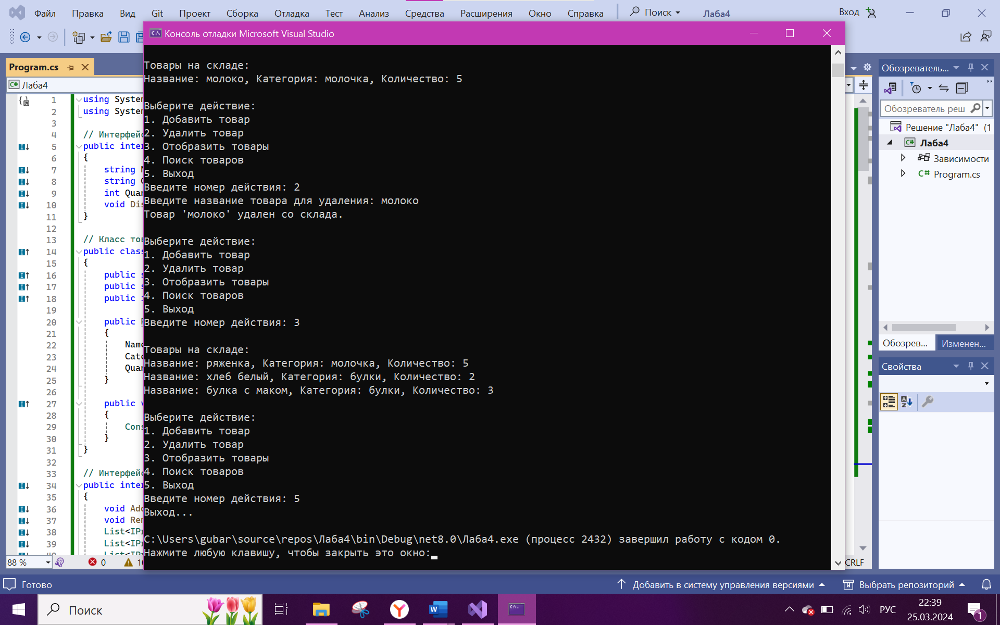 Файл Правка Вид Git Проект Сборка Отладка Тест Анализ Средства Расширения Окно Справка Поиск Лаба4 Вход
Консоль отладки Microsoft Visual Studio
Program.cs
Лаба4
1 using System
2 using System
3
4 // Интерфейс
5 public inter
6 {
7 string
8 string
9 int Quan
10 void Dis
11 }
12
13 // Класс тов
14 public class
15 {
16 public s
17 public s
18 public i
19
20 public P
21 {
22 Name
23 Cate
24 Quan
25 }
26
27 public v
28 {
29 Cons
30 }
31 }
32
33 // Интерфейс
34 public inter
35 {
36 void Add
37 void Rem
38 List<IPr
39 List<IPr
40 List<IPr
88 % 0 10 CRLF
Товары на складе:
Название: молоко, Категория: молочка, Количество: 5
Выберите действие:
1. Добавить товар
2. Удалить товар
3. Отобразить товары
4. Поиск товаров
5. Выход
Введите номер действия: 2
Введите название товара для удаления: молоко
Товар 'молоко' удален со склада.
Выберите действие:
1. Добавить товар
2. Удалить товар
3. Отобразить товары
4. Поиск товаров
5. Выход
Введите номер действия: 3
Товары на складе:
Название: ряженка, Категория: молочка, Количество: 5
Название: хлеб белый, Категория: булки, Количество: 2
Название: булка с маком, Категория: булки, Количество: 3
Выберите действие:
1. Добавить товар
2. Удалить товар
3. Отобразить товары
4. Поиск товаров
5. Выход
Введите номер действия: 5
Выход...
C:\Users\gubar\source\repos\Лаба4\bin\Debug\net8.0\Лаба4.exe (процесс 2432) завершил работу с кодом 0.
Нажмите любую клавишу, чтобы закрыть это окно:
Обозреватель...
Обозреватель реш
Решение "Лаба4" (1
C# Лаба4
Зависимости
C# Program.cs
Обозрев... Изменен...
Свойства
Готово Добавить в систему управления версиями Выбрать репозиторий
Поиск РУС 22:39
25.03.2024 1